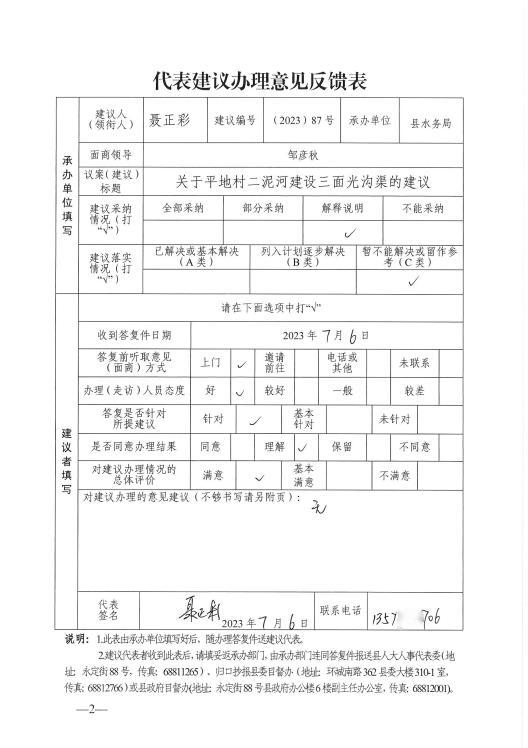 代表建议办理意见反馈表
承办单位填写
建议人（领衔人） 聂正彩 建议编号 （2023）87号 承办单位 县水务局
面商领导 邹彦秋
议案（建议）标题 关于平地村二泥河建设三面光沟渠的建议
建议采纳情况（打“√”） 全部采纳 部分采纳 解释说明 不能采纳
√
建议落实情况（打“√”） 已解决或基本解决（A类） 列入计划逐步解决（B类） 暂不能解决或留作参考（C类）
√
建议者填写
请在下面选项中打“√”
收到答复件日期 2023年7月6日
答复前听取意见（面商）方式 上门 √ 邀请前往 电话或其他 未联系
办理（走访）人员态度 好 √ 较好 一般 较差
答复是否针对所提建议 针对 √ 基本针对 未针对
是否同意办理结果 同意 理解 √ 保留 不同意
对建议办理情况的总体评价 满意 √ 基本满意 不满意
对建议办理的意见建议（不够书写请另附页）： 无
代表签名 聂正彩 2023年7月6日 联系电话 1357 706
说明：1.此表由承办单位填写好后，随办理答复件送建议代表。
2.建议代表者收到此表后，请填妥返承办部门，由承办部门连同答复件报送县人大人事代表委（地
址：永定街88号，传真：68811265）、归口抄报县委目督办（地址：环城南路362县委大楼310-1室，
传真：68812766）或县政府目督办(地址：永定街88号县政府办公楼6楼副主任办公室，传真：68812001)。
—2—